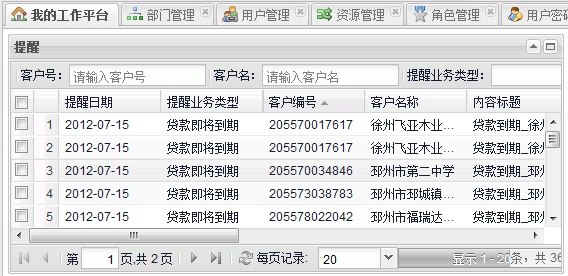 我的工作平台 部门管理 用户管理 资源管理 角色管理 用户密
提醒
客户号: 请输入客户号 客户名: 请输入客户名 提醒业务类型:
提醒日期 提醒业务类型 客户编号 客户名称 内容标题
1 2012-07-15 贷款即将到期 205570017617 徐州飞亚木业... 贷款到期_徐州
2 2012-07-15 贷款即将到期 205570017617 徐州飞亚木业... 贷款到期_徐州
3 2012-07-15 贷款即将到期 205570034846 邳州市第二中学 贷款到期_邳州
4 2012-07-15 贷款即将到期 205573038783 邳州市邳城镇... 贷款到期_邳州
5 2012-07-15 贷款即将到期 205578022042 邳州市福瑞达... 贷款到期_邳州
第 1 页,共 2 页 每页记录: 20 显示 1 - 20条，共 36